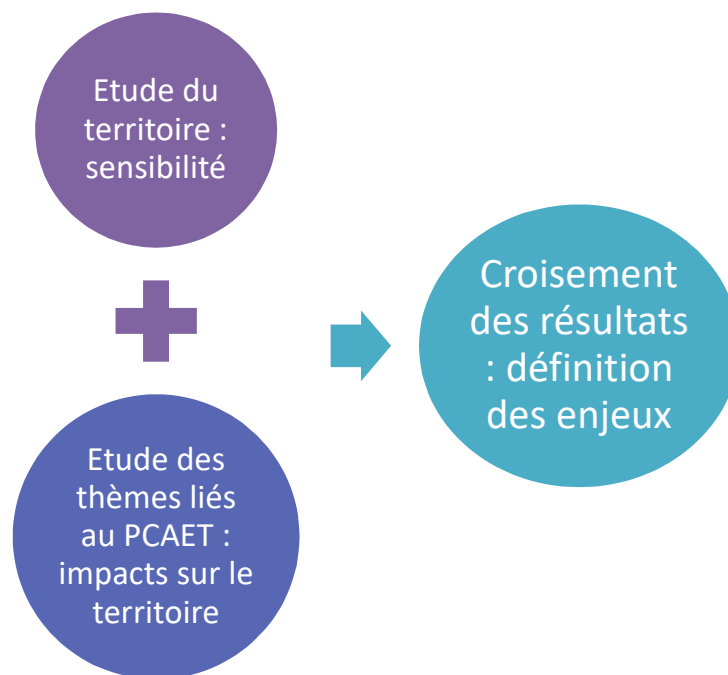 Etude du
territoire :
sensibilité
Etude des
thèmes liés
au PCAET :
impacts sur le
territoire
Croisement
des résultats
: définition
des enjeux